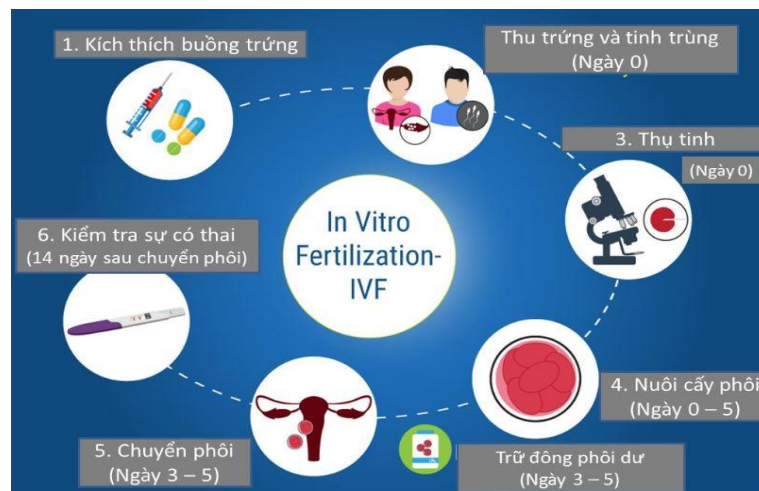 1. Kích thích buồng trứng
Thu trứng và tinh trùng
(Ngày 0)
3. Thụ tinh
(Ngày 0)
In Vitro
Fertilization-
IVF
4. Nuôi cấy phôi
(Ngày 0 – 5)
Trữ đông phôi dư
(Ngày 3 – 5)
5. Chuyển phôi
(Ngày 3 – 5)
6. Kiểm tra sự có thai
(14 ngày sau chuyển phôi)